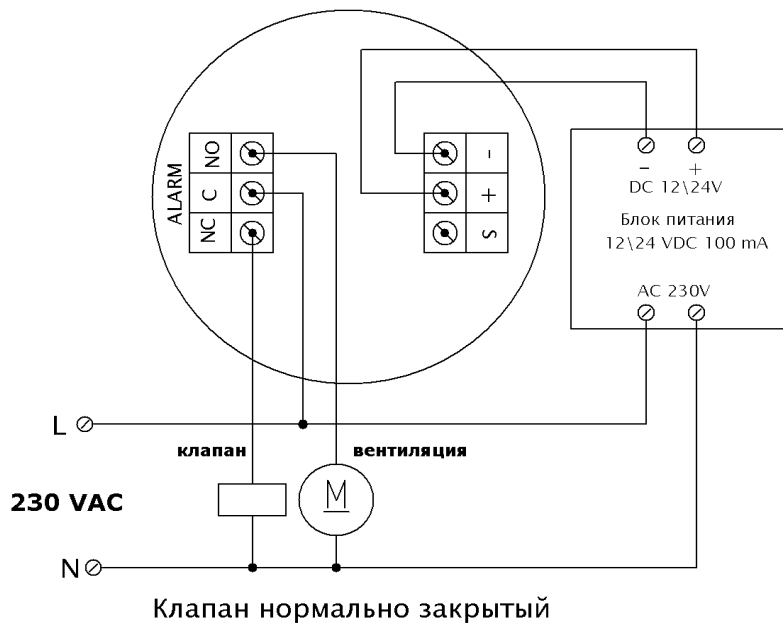 ALARM
NO
C
NC
-
+
S
- +
DC 12\24V
Блок питания
12\24 VDC 100 mA
AC 230V
L
клапан
вентиляция
M
230 VAC
N
Клапан нормально закрытый